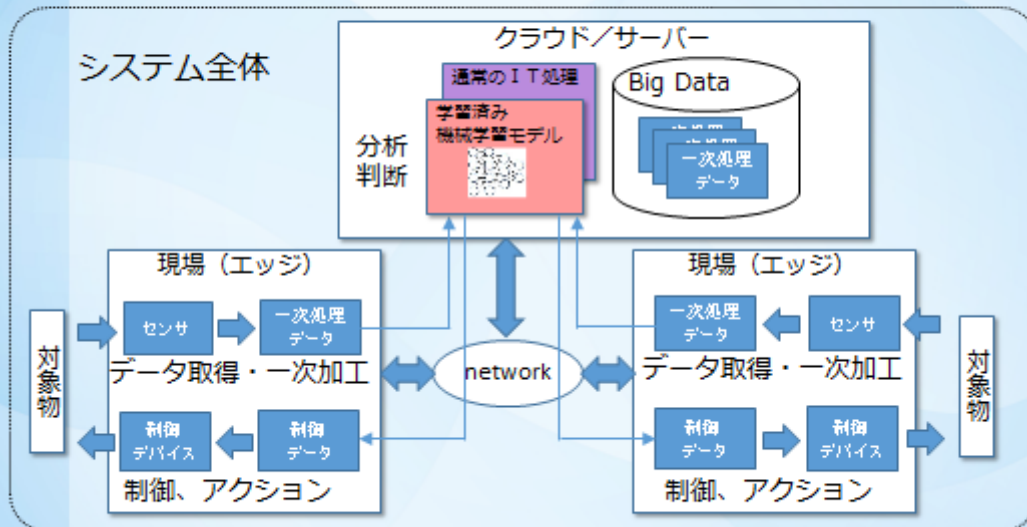 システム全体
クラウド／サーバー
通常のＩＴ処理
学習済み
機械学習モデル
分析
判断
Big Data
一次処理
データ
現場（エッジ）
センサ
一次処理
データ
データ取得・一次加工
対象物
制御
デバイス
制御
データ
制御、アクション
network
現場（エッジ）
一次処理
データ
センサ
データ取得・一次加工
対象物
制御
データ
制御
デバイス
制御、アクション